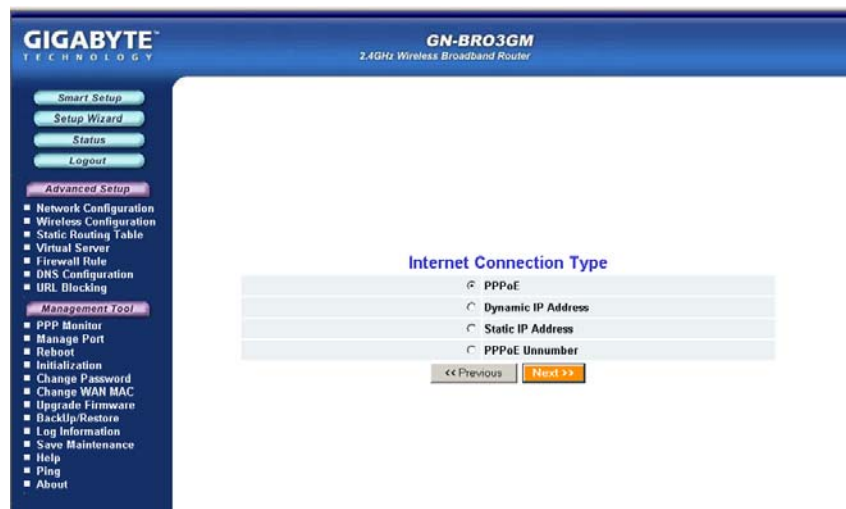 GIGABYTE™
TECHNOLOGY
GN-BRO3GM
2.4GHz Wireless Broadband Router
Smart Setup
Setup Wizard
Status
Logout
Advanced Setup
Network Configuration
Wireless Configuration
Static Routing Table
Virtual Server
Firewall Rule
DNS Configuration
URL Blocking
Management Tool
PPP Monitor
Manage Port
Reboot
Initialization
Change Password
Change WAN MAC
Upgrade Firmware
BackUp/Restore
Log Information
Save Maintenance
Help
Ping
About
Internet Connection Type
PPPoE
Dynamic IP Address
Static IP Address
PPPoE Unnumber
<< Previous Next >>